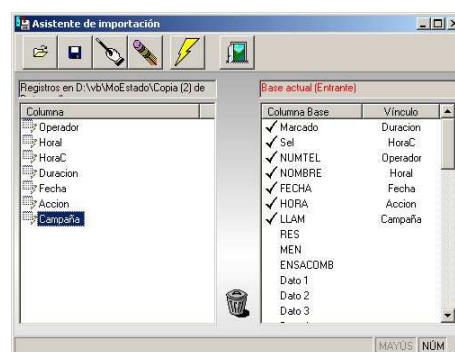 Asistente de importación
Registros en D:\vb\MoEstado\Copia (2) de
Base actual (Entrante)
Columna
Operador
HoraI
HoraC
Duracion
Fecha
Accion
Campaña
Columna Base Vínculo
Marcado Duracion
Sel HoraC
NUMTEL Operador
NOMBRE HoraI
FECHA Fecha
HORA Accion
LLAM Campaña
RES
MEN
ENSACOMB
Dato 1
Dato 2
Dato 3
MAYÚS NÚM